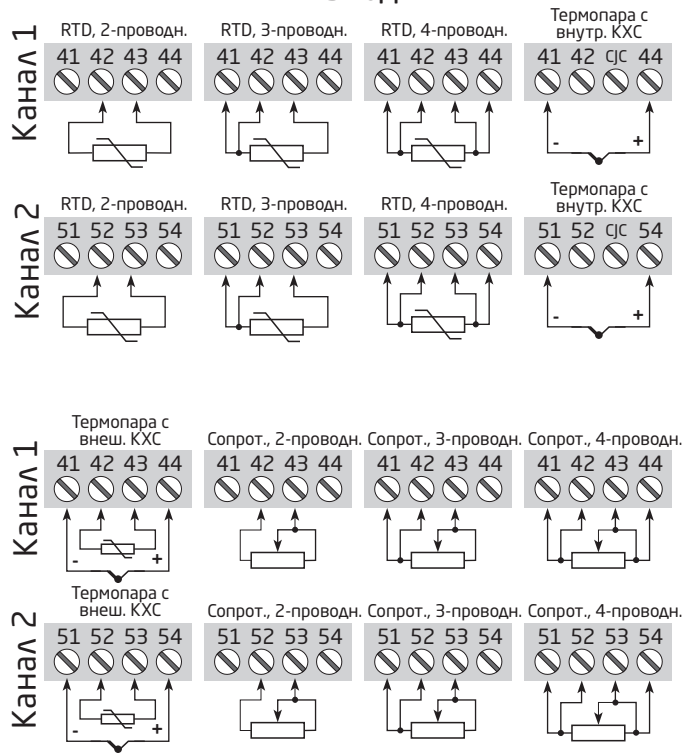 Канал 1
RTD, 2-проводн.
RTD, 3-проводн.
RTD, 4-проводн.
Термопара с
внутр. КХС
41 42 43 44
41 42 43 44
41 42 43 44
41 42 CJC 44
- +
Канал 2
RTD, 2-проводн.
RTD, 3-проводн.
RTD, 4-проводн.
Термопара с
внутр. КХС
51 52 53 54
51 52 53 54
51 52 53 54
51 52 CJC 54
- +
Канал 1
Термопара с
внеш. КХС
Сопрот., 2-проводн.
Сопрот., 3-проводн.
Сопрот., 4-проводн.
41 42 43 44
41 42 43 44
41 42 43 44
41 42 43 44
- +
Канал 2
Термопара с
внеш. КХС
Сопрот., 2-проводн.
Сопрот., 3-проводн.
Сопрот., 4-проводн.
51 52 53 54
51 52 53 54
51 52 53 54
51 52 53 54
- +